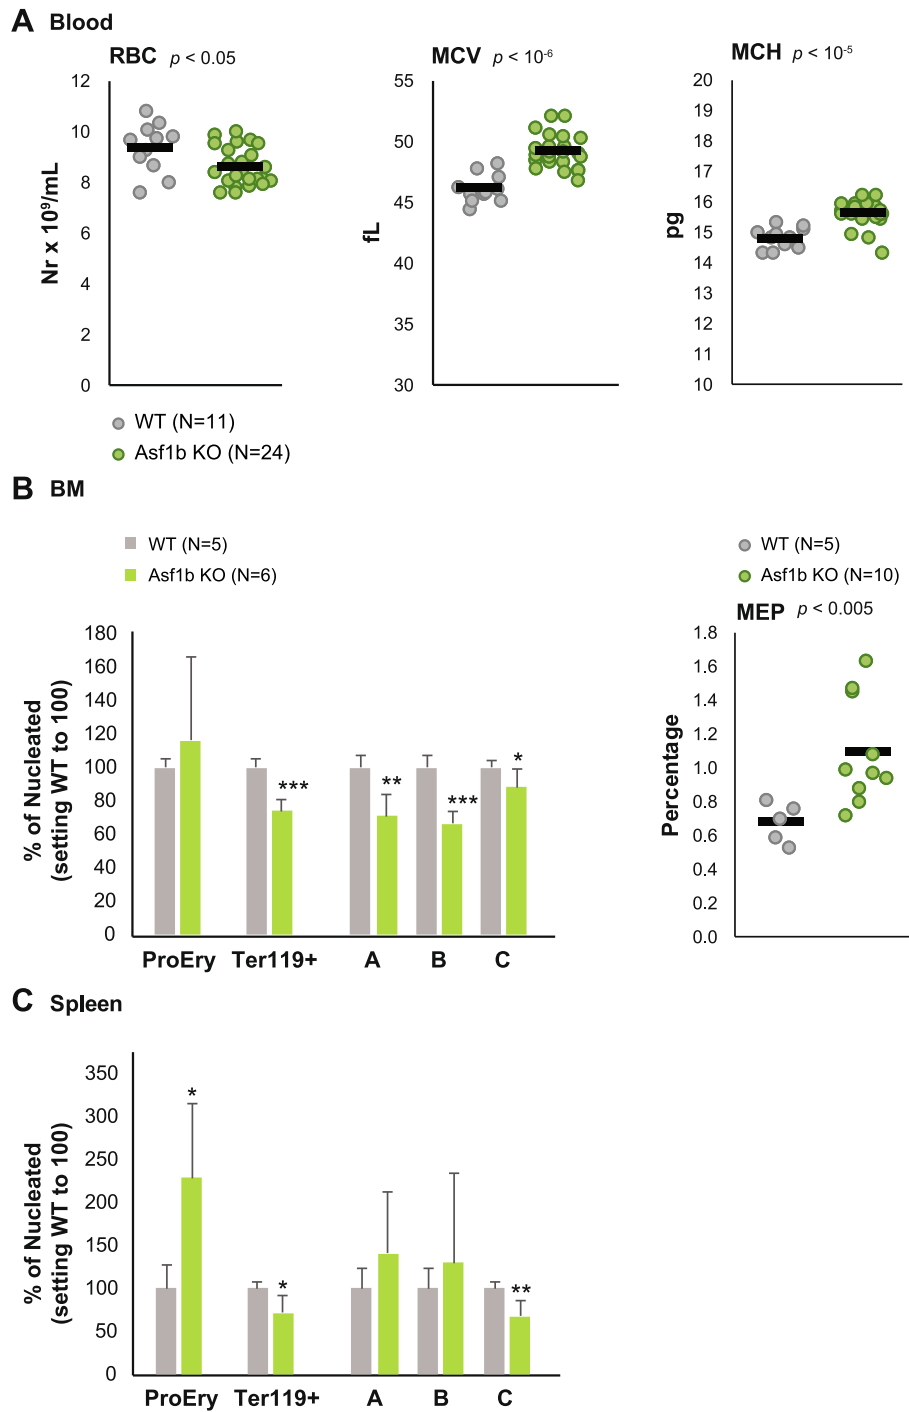 A Blood
RBC p < 0.05
MCV p < 10⁻⁶
MCH p < 10⁻⁵
Nr x 10⁹/mL
12
10
8
6
4
2
0
fL
55
50
45
40
35
30
pg
20
19
18
17
16
15
14
13
12
11
10
WT (N=11)
Asf1b KO (N=24)
B BM
WT (N=5)
Asf1b KO (N=6)
% of Nucleated
(setting WT to 100)
180
160
140
120
100
80
60
40
20
0
***
**
***
*
ProEry Ter119+ A B C
WT (N=5)
Asf1b KO (N=10)
MEP p < 0.005
Percentage
1.8
1.6
1.4
1.2
1.0
0.8
0.6
0.4
0.2
0.0
C Spleen
% of Nucleated
(setting WT to 100)
350
300
250
200
150
100
50
0
*
*
**
ProEry Ter119+ A B C